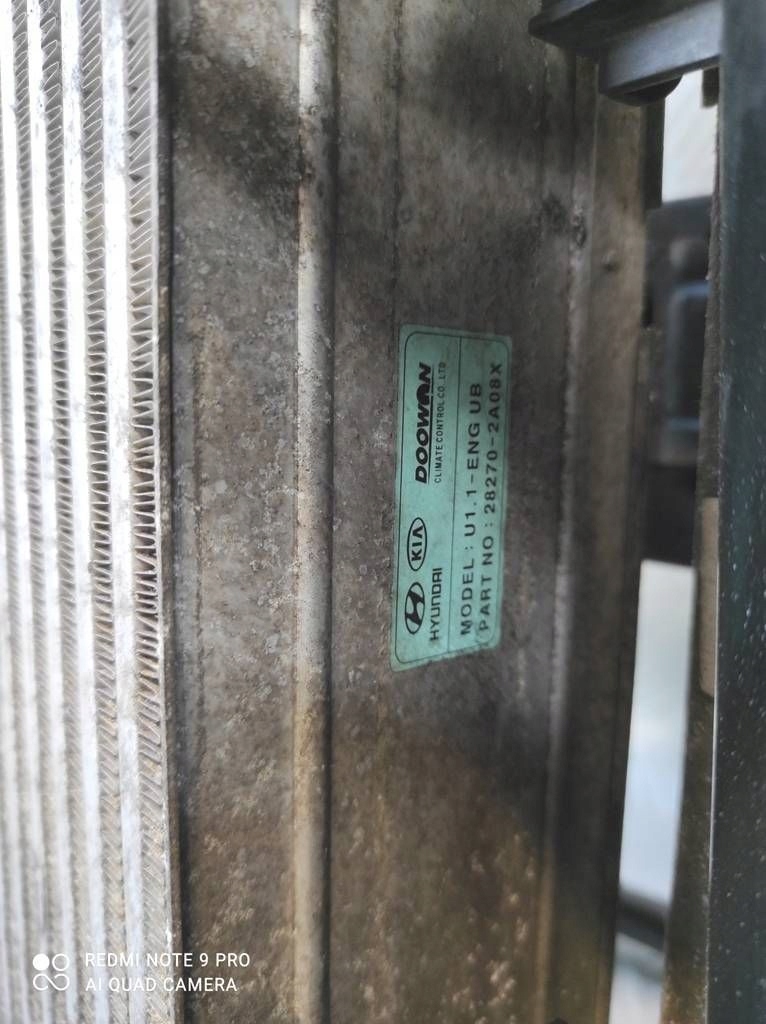 HYUNDAI KIA DOOWON
CLIMATE CONTROL CO. LTD
MODEL : U1.1-ENG UB
PART NO : 28270-2A08X
REDMI NOTE 9 PRO
AI QUAD CAMERA